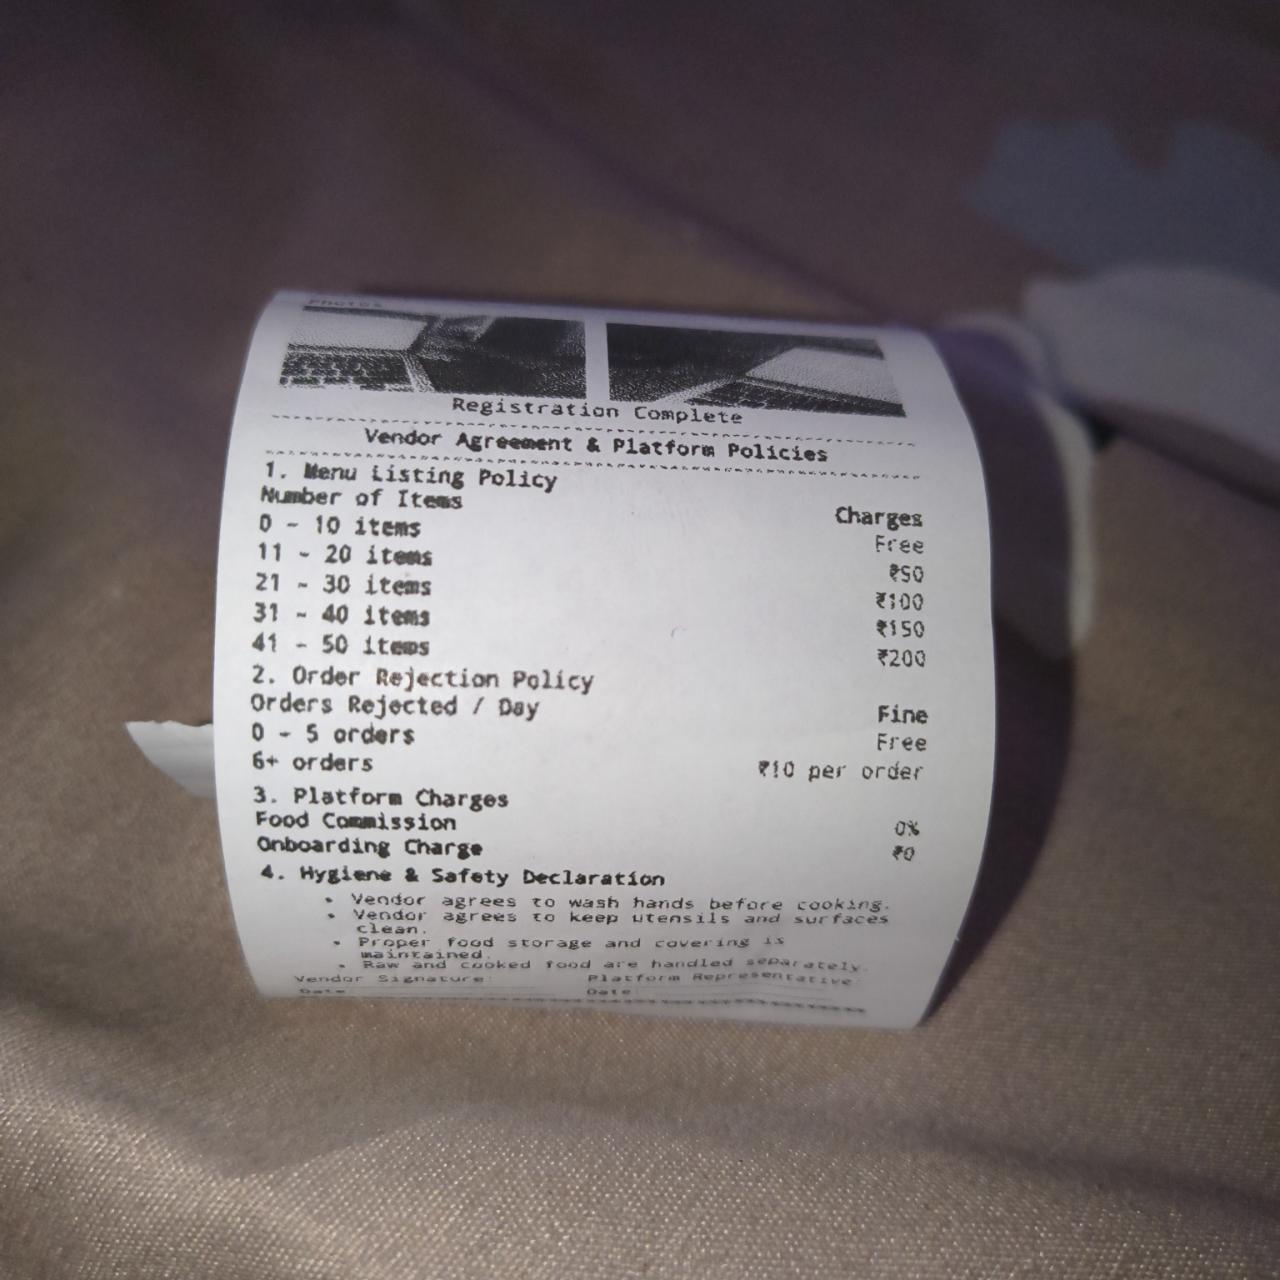 Photos
Registration Complete
Vendor Agreement & Platform Policies
1. Menu Listing Policy
Number of Items Charges
0 - 10 items Free
11 - 20 items ₹50
21 - 30 items ₹100
31 - 40 items ₹150
41 - 50 items ₹200
2. Order Rejection Policy
Orders Rejected / Day Fine
0 - 5 orders Free
6+ orders ₹10 per order
3. Platform Charges
Food Commission 0%
Onboarding Charge ₹0
4. Hygiene & Safety Declaration
• Vendor agrees to wash hands before cooking.
• Vendor agrees to keep utensils and surfaces
clean.
• Proper food storage and covering is
maintained.
• Raw and cooked food are handled separately.
Vendor Signature: Platform Representative:
Date: Date: